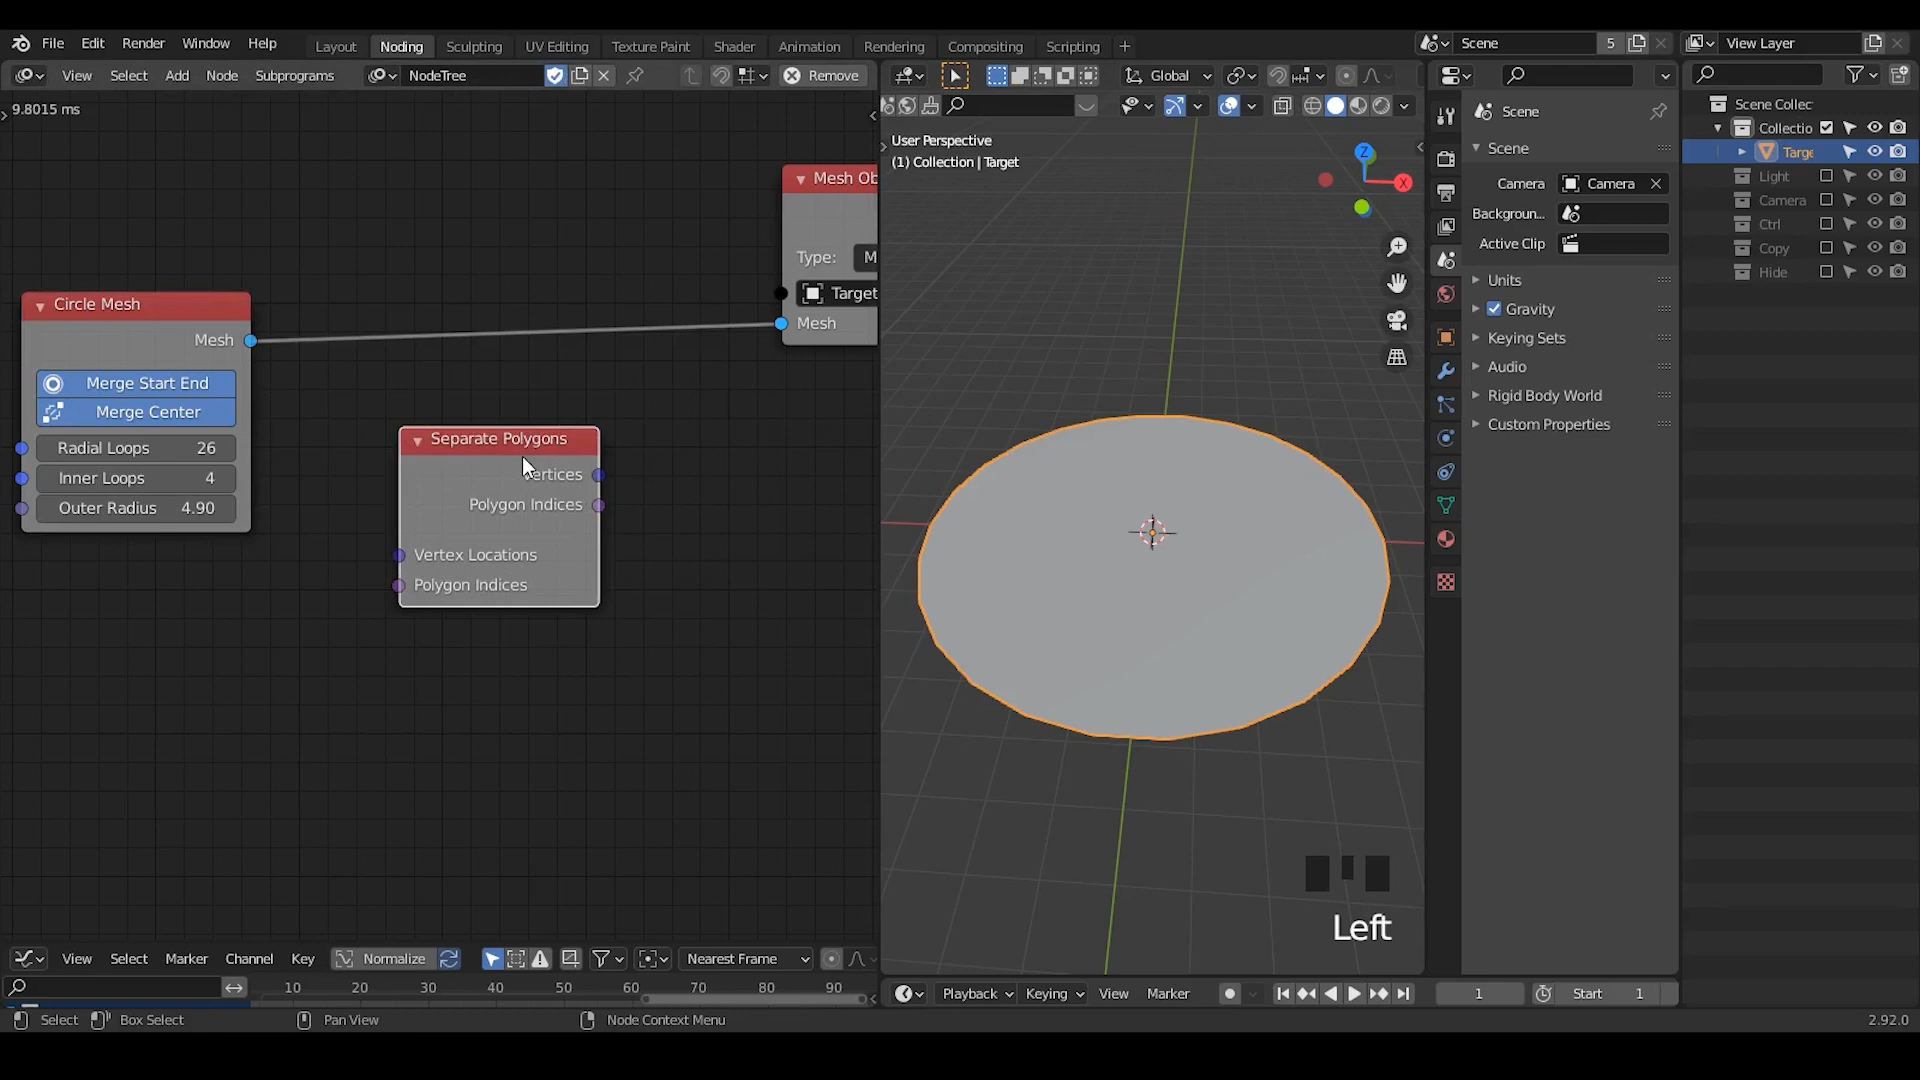 File Edit Render Window Help Layout Noding Sculpting UV Editing Texture Paint Shader Animation Rendering Compositing Scripting + Scene 5 View Layer
View Select Add Node Subprograms NodeTree Remove Global
9.8015 ms
User Perspective
(1) Collection | Target
Z
X
Circle Mesh
Mesh
Merge Start End
Merge Center
Radial Loops 26
Inner Loops 4
Outer Radius 4.90
Separate Polygons
ertices
Polygon Indices
Vertex Locations
Polygon Indices
Mesh Ob
Type: M
Target
Mesh
Left
Scene
Scene
Camera Camera
Backgroun...
Active Clip
Units
Gravity
Keying Sets
Audio
Rigid Body World
Custom Properties
Scene Collec
Collectio
Targe
Light
Camera
Ctrl
Copy
Hide
View Select Marker Channel Key Normalize Nearest Frame
10 20 30 40 50 60 70 80 90
Playback Keying View Marker 1 Start 1
Select Box Select Pan View Node Context Menu 2.92.0